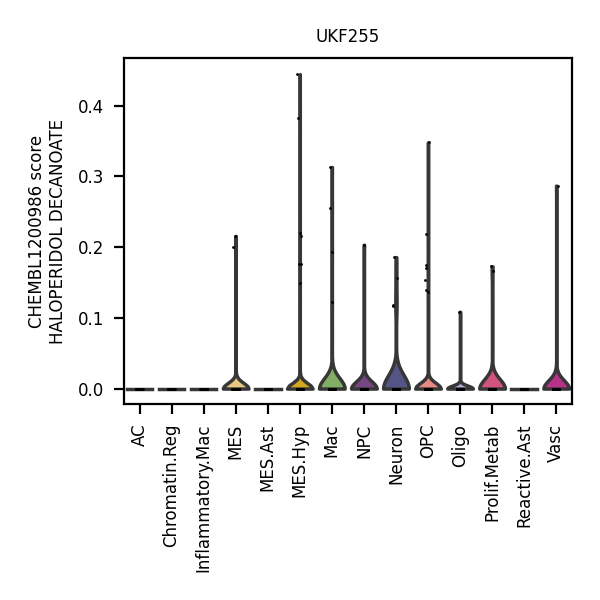 UKF255
CHEMBL1200986 score
HALOPERIDOL DECANOATE
0.4
0.3
0.2
0.1
0.0
AC
Chromatin.Reg
Inflammatory.Mac
MES
MES.Ast
MES.Hyp
Mac
NPC
Neuron
OPC
Oligo
Prolif.Metab
Reactive.Ast
Vasc